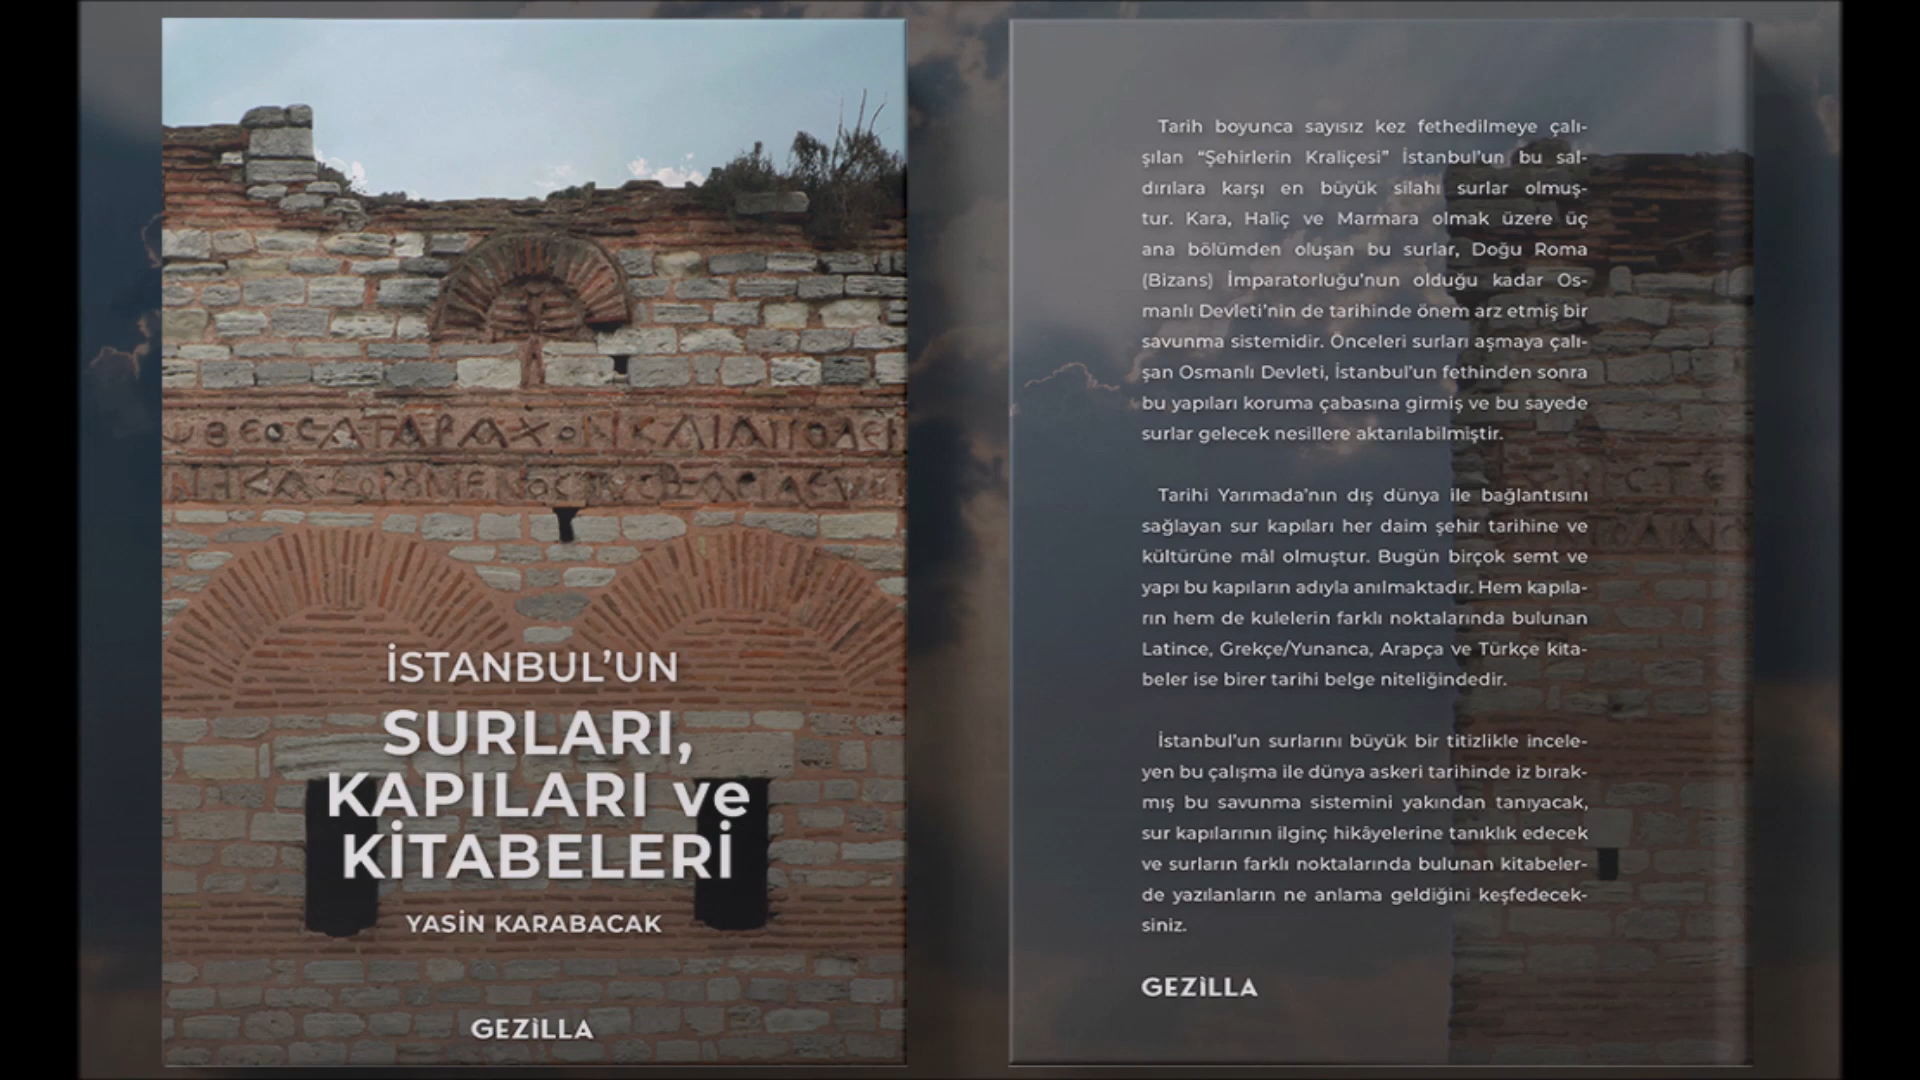 ΘΕΟCΑΤΑΡΑΧΟΝΚΑΙΑΠΟΛΕ
İSTANBUL'UN
SURLARI,
KAPILARI ve
KİTABELERİ
YASİN KARABACAK
GEZİLLA
Tarih boyunca sayısız kez fethedilmeye çalı-
şılan “Şehirlerin Kraliçesi” İstanbul’un bu sal-
dırılara karşı en büyük silahı surlar olmuş-
tur. Kara, Haliç ve Marmara olmak üzere üç
ana bölümden oluşan bu surlar, Doğu Roma
(Bizans) İmparatorluğu’nun olduğu kadar Os-
manlı Devleti’nin de tarihinde önem arz etmiş bir
savunma sistemidir. Önceleri surları aşmaya çalı-
şan Osmanlı Devleti, İstanbul’un fethinden sonra
bu yapıları koruma çabasına girmiş ve bu sayede
surlar gelecek nesillere aktarılabilmiştir.
Tarihi Yarımada’nın dış dünya ile bağlantısını
sağlayan sur kapıları her daim şehir tarihine ve
kültürüne mâl olmuştur. Bugün birçok semt ve
yapı bu kapıların adıyla anılmaktadır. Hem kapıla-
rın hem de kulelerin farklı noktalarında bulunan
Latince, Grekçe/Yunanca, Arapça ve Türkçe kita-
beler ise birer tarihi belge niteliğindedir.
İstanbul’un surlarını büyük bir titizlikle incele-
yen bu çalışma ile dünya askeri tarihinde iz bırak-
mış bu savunma sistemini yakından tanıyacak,
sur kapılarının ilginç hikâyelerine tanıklık edecek
ve surların farklı noktalarında bulunan kitabeler-
de yazılanların ne anlama geldiğini keşfedecek-
siniz.
GEZİLLA